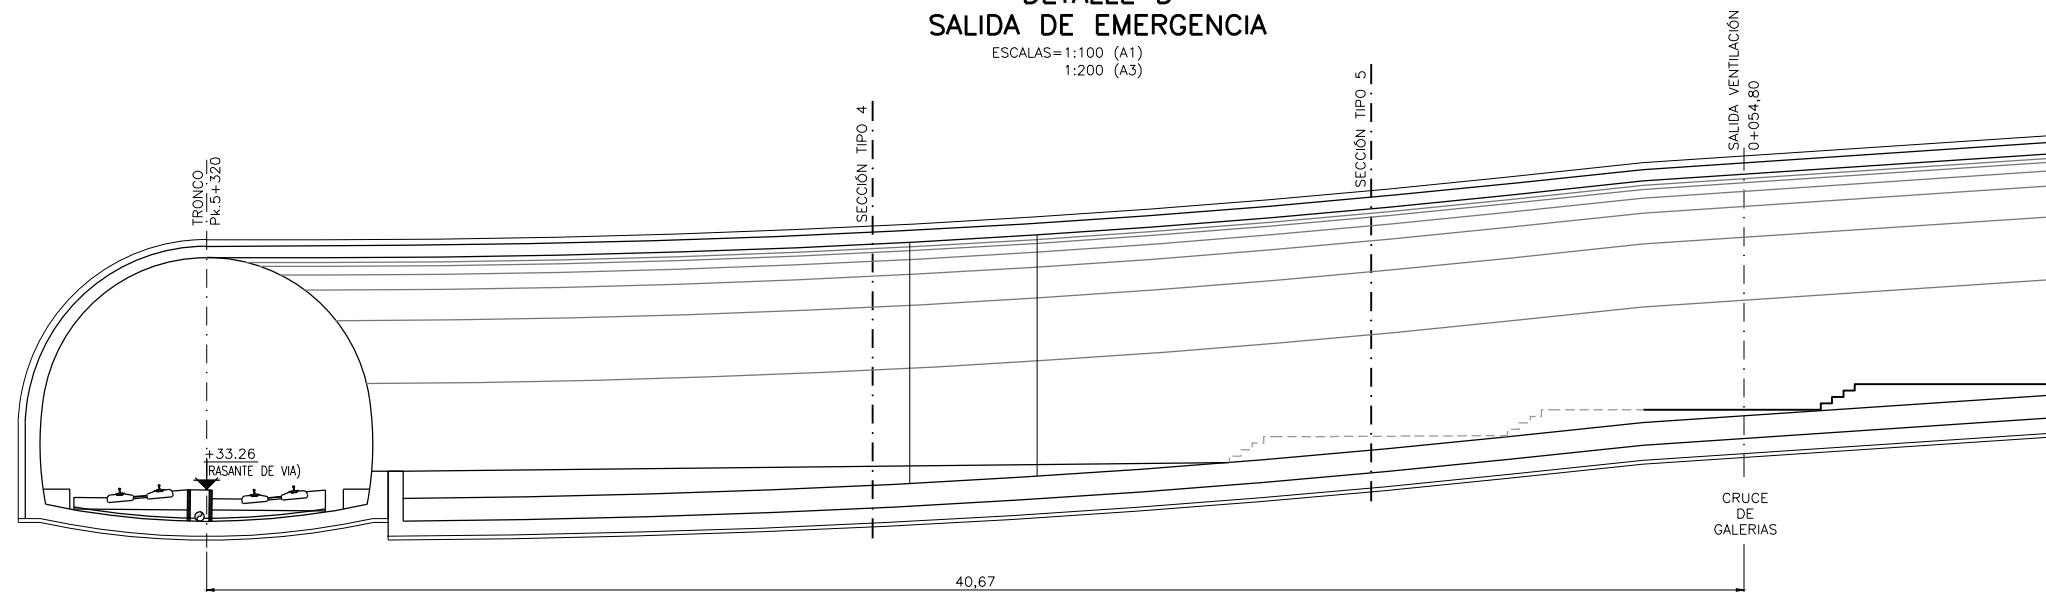 SALIDA DE EMERGENCIA
ESCALAS=1:100 (A1)
1:200 (A3)
TRONCO
Pk.5+320
SECCIÓN TIPO 4
SECCIÓN TIPO 5
SALIDA VENTILACIÓN
0+054,80
+33.26
(RASANTE DE VIA)
CRUCE
DE
GALERIAS
40,67